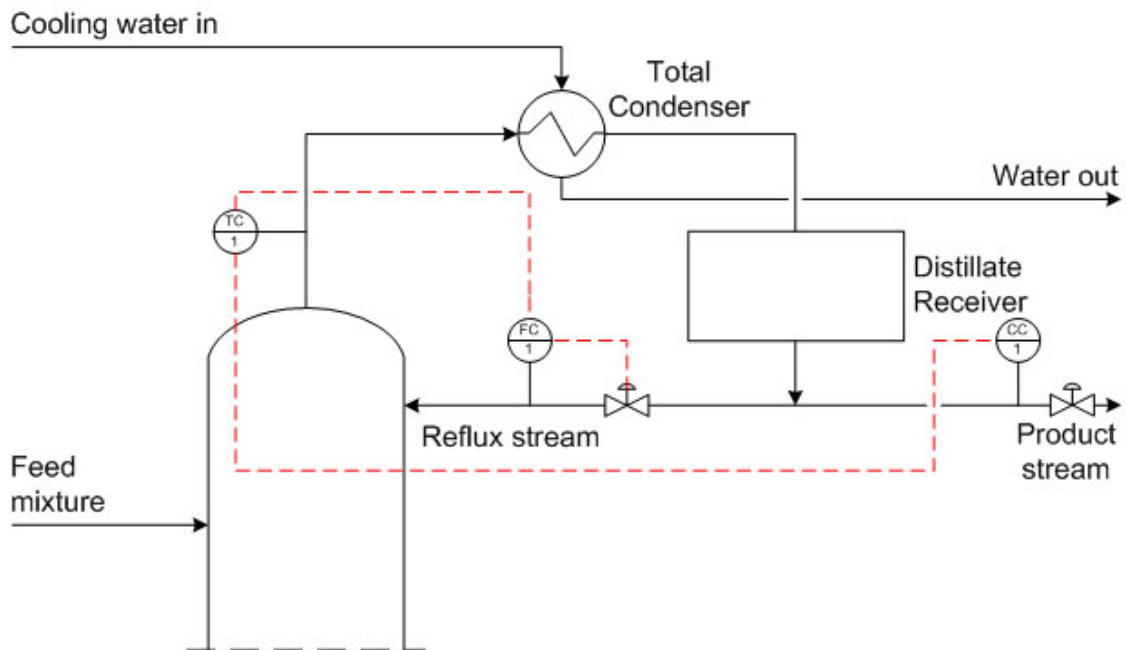 Cooling water in
Total
Condenser
Water out
TC
1
Distillate
Receiver
FC
1
CC
1
Reflux stream
Product
stream
Feed
mixture